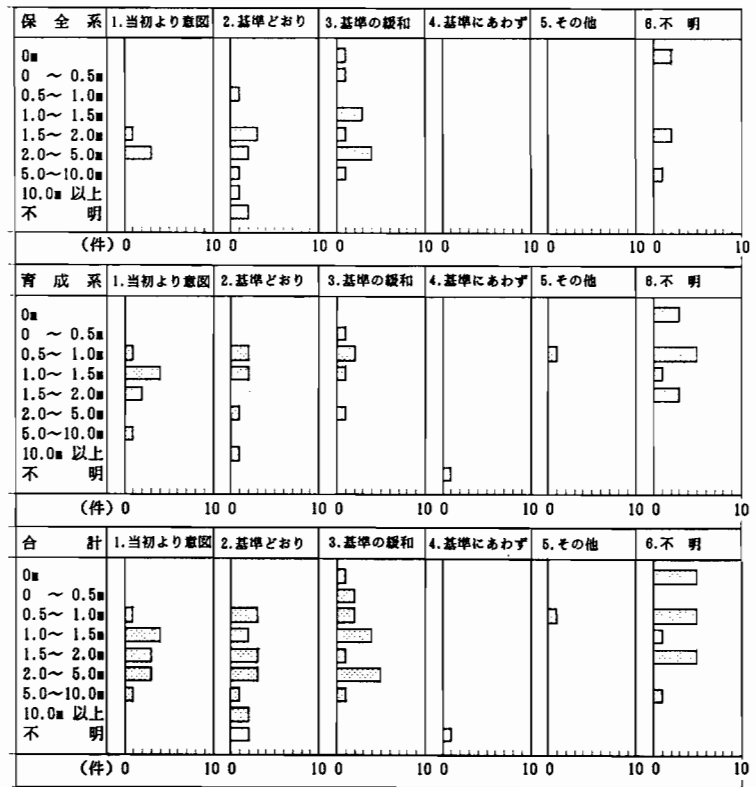 保全系 1.当初より意図 2.基準どおり 3.基準の緩和 4.基準にあわず 5.その他 6.不明
0m
0 ～ 0.5m
0.5～ 1.0m
1.0～ 1.5m
1.5～ 2.0m
2.0～ 5.0m
5.0～10.0m
10.0m 以上
不明
(件) 0 10 0 10 0 10 0 10 0 10 0 10
育成系 1.当初より意図 2.基準どおり 3.基準の緩和 4.基準にあわず 5.その他 6.不明
0m
0 ～ 0.5m
0.5～ 1.0m
1.0～ 1.5m
1.5～ 2.0m
2.0～ 5.0m
5.0～10.0m
10.0m 以上
不明
(件) 0 10 0 10 0 10 0 10 0 10 0 10
合計 1.当初より意図 2.基準どおり 3.基準の緩和 4.基準にあわず 5.その他 6.不明
0m
0 ～ 0.5m
0.5～ 1.0m
1.0～ 1.5m
1.5～ 2.0m
2.0～ 5.0m
5.0～10.0m
10.0m 以上
不明
(件) 0 10 0 10 0 10 0 10 0 10 0 10